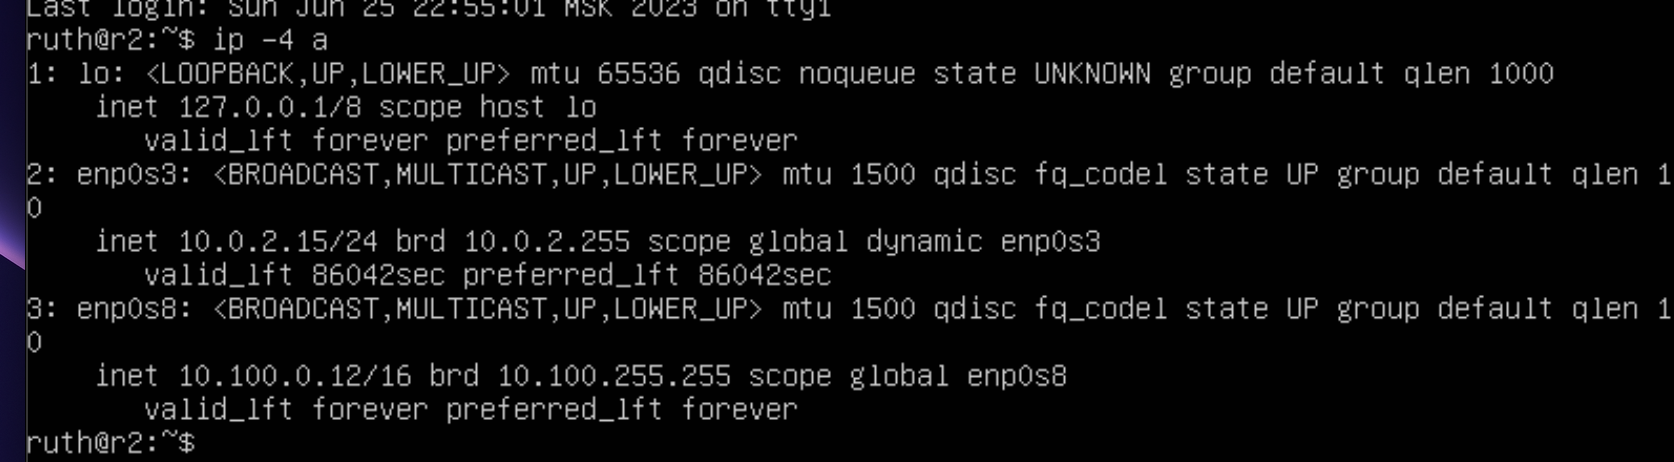 Last login: Sun Jun 25 22:55:01 MSK 2023 on tty1
ruth@r2:~$ ip -4 a
1: lo: <LOOPBACK,UP,LOWER_UP> mtu 65536 qdisc noqueue state UNKNOWN group default qlen 1000
    inet 127.0.0.1/8 scope host lo
       valid_lft forever preferred_lft forever
2: enp0s3: <BROADCAST,MULTICAST,UP,LOWER_UP> mtu 1500 qdisc fq_codel state UP group default qlen 1
0
    inet 10.0.2.15/24 brd 10.0.2.255 scope global dynamic enp0s3
       valid_lft 86042sec preferred_lft 86042sec
3: enp0s8: <BROADCAST,MULTICAST,UP,LOWER_UP> mtu 1500 qdisc fq_codel state UP group default qlen 1
0
    inet 10.100.0.12/16 brd 10.100.255.255 scope global enp0s8
       valid_lft forever preferred_lft forever
ruth@r2:~$